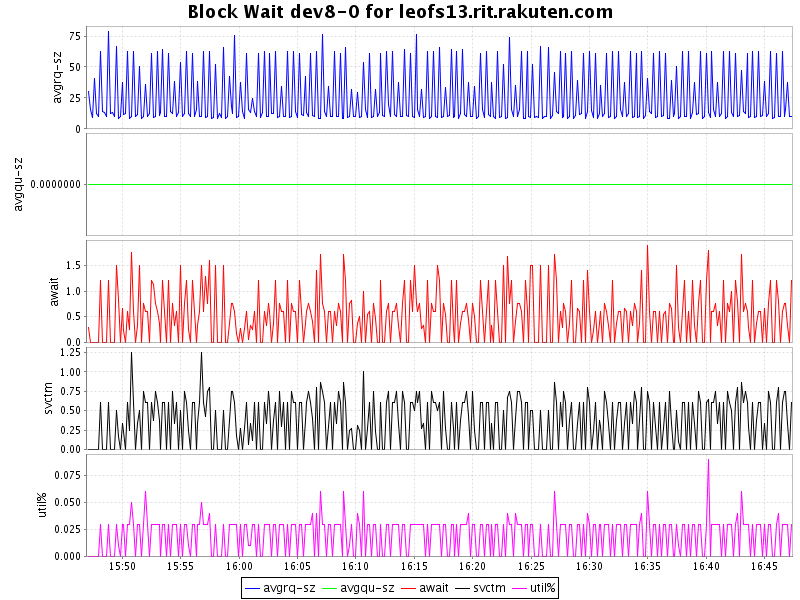 Block Wait dev8-0 for leofs13.rit.rakuten.com
avgrq-sz
75
50
25
0
avgqu-sz
0.0000000
await
1.5
1.0
0.5
0.0
svctm
1.25
1.00
0.75
0.50
0.25
0.00
util%
0.075
0.050
0.025
0.000
15:50 15:55 16:00 16:05 16:10 16:15 16:20 16:25 16:30 16:35 16:40 16:45
avgrq-sz avgqu-sz await svctm util%